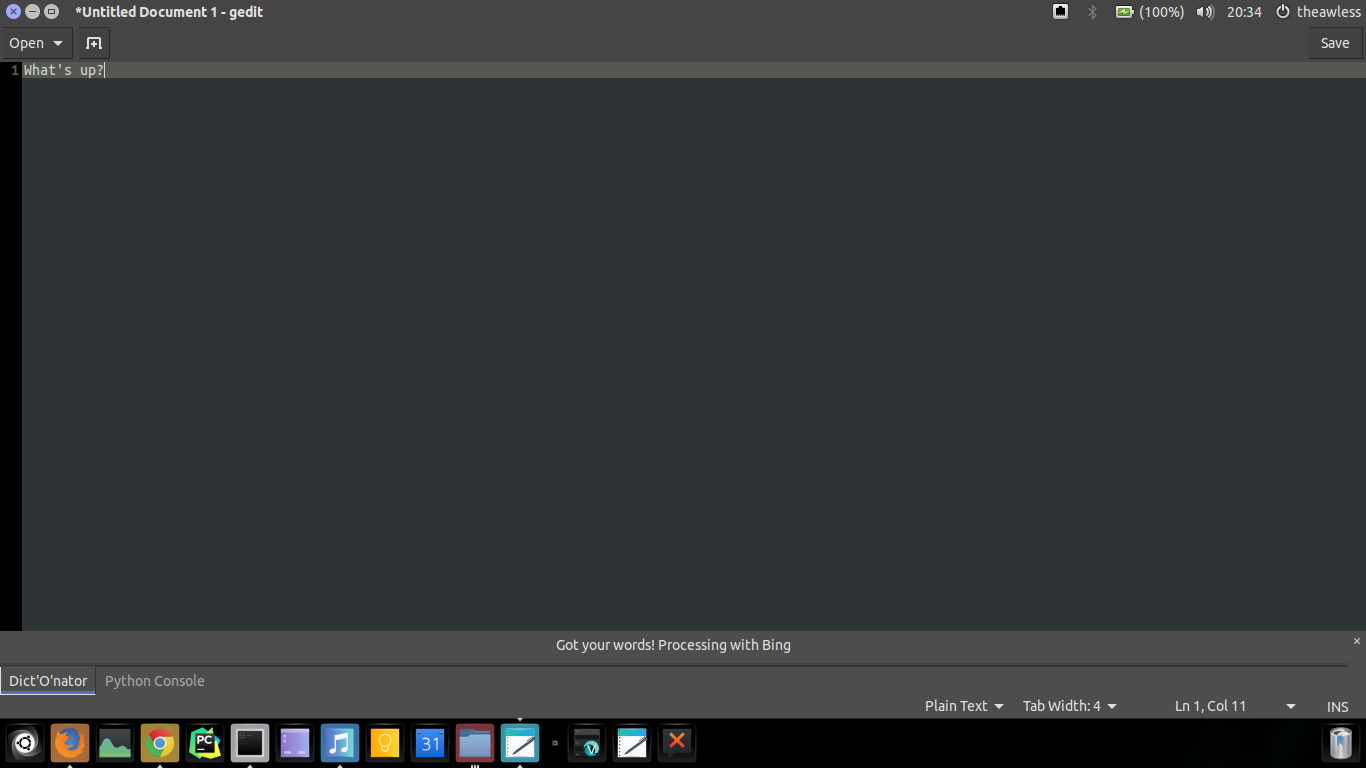 *Untitled Document 1 - gedit
(100%) 20:34 theawless
Open Save
1 What's up?
Got your words! Processing with Bing
Dict'O'nator Python Console
Plain Text Tab Width: 4 Ln 1, Col 11 INS
PC 31 V